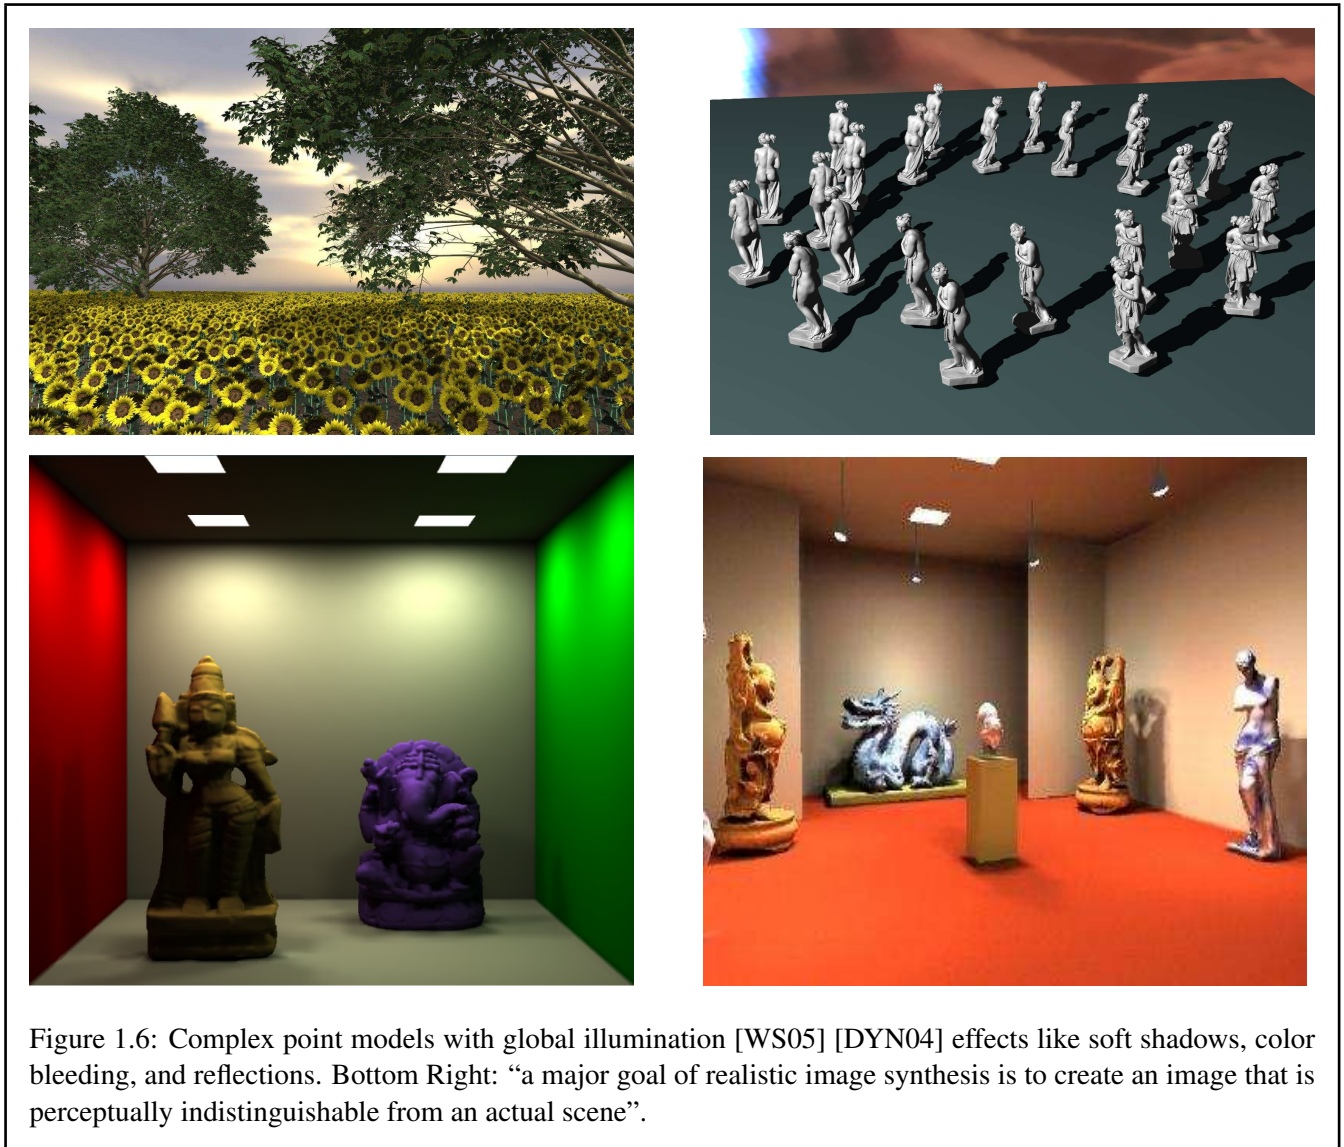 Figure 1.6: Complex point models with global illumination [WS05] [DYN04] effects like soft shadows, color
bleeding, and reflections. Bottom Right: “a major goal of realistic image synthesis is to create an image that is
perceptually indistinguishable from an actual scene”.